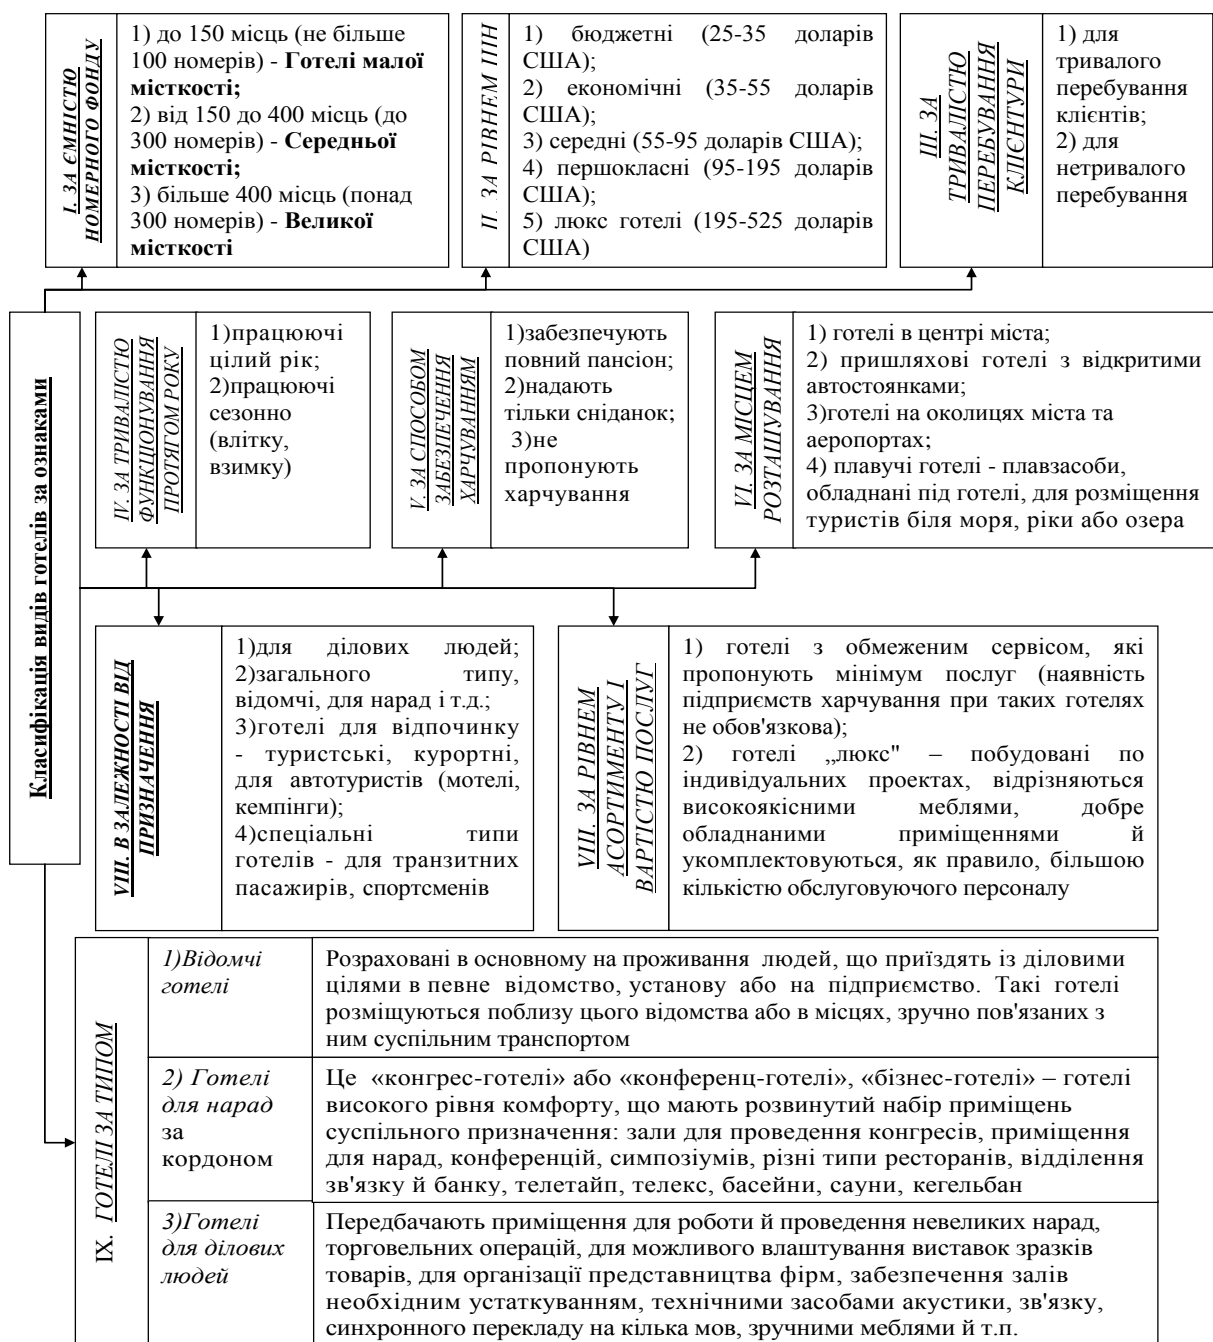 I. ЗА ЄМНІСТЮ
НОМЕРНОГО ФОНДУ
1) до 150 місць (не більше
100 номерів) - Готелі малої
місткості;
2) від 150 до 400 місць (до
300 номерів) - Середньої
місткості;
3) більше 400 місць (понад
300 номерів) - Великої
місткості
II. ЗА РІВНЕМ ЦІН
1) бюджетні (25-35 доларів
США);
2) економічні (35-55 доларів
США);
3) середні (55-95 доларів США);
4) першокласні (95-195 доларів
США);
5) люкс готелі (195-525 доларів
США)
III. ЗА
ТРИВАЛІСТЮ
ПЕРЕБУВАННЯ
КЛІЄНТУРИ
1) для
тривалого
перебування
клієнтів;
2) для
нетривалого
перебування
Класифікація видів готелів за ознаками
IV. ЗА ТРИВАЛІСТЮ
ФУНКЦІОНУВАННЯ
ПРОТЯГОМ РОКУ
1)працюючі
цілий рік;
2)працюючі
сезонно
(влітку,
взимку)
V. ЗА СПОСОБОМ
ЗАБЕЗПЕЧЕННЯ
ХАРЧУВАННЯМ
1)забезпечують
повний пансіон;
2)надають
тільки сніданок;
3)не
пропонують
харчування
VI. ЗА МІСЦЕМ
РОЗТАШУВАННЯ
1) готелі в центрі міста;
2) пришляхові готелі з відкритими
автостоянками;
3)готелі на околицях міста та
аеропортах;
4) плавучі готелі - плавзасоби,
обладнані під готелі, для розміщення
туристів біля моря, ріки або озера
VIII. В ЗАЛЕЖНОСТІ ВІД
ПРИЗНАЧЕННЯ
1)для ділових людей;
2)загального типу,
відомчі, для нарад і т.д.;
3)готелі для відпочинку
- туристські, курортні,
для автотуристів (мотелі,
кемпінги);
4)спеціальні типи
готелів - для транзитних
пасажирів, спортсменів
VIII. ЗА РІВНЕМ
АСОРТИМЕНТУ І
ВАРТІСТЮ ПОСЛУГ
1) готелі з обмеженим сервісом, які
пропонують мінімум послуг (наявність
підприємств харчування при таких готелях
не обов'язкова);
2) готелі „люкс" – побудовані по
індивідуальних проектах, відрізняються
високоякісними меблями, добре
обладнаними приміщеннями й
укомплектовуються, як правило, більшою
кількістю обслуговуючого персоналу
IX. ГОТЕЛІ ЗА ТИПОМ
1)Відомчі
готелі
Розраховані в основному на проживання людей, що приїздять із діловими
цілями в певне відомство, установу або на підприємство. Такі готелі
розміщуються поблизу цього відомства або в місцях, зручно пов'язаних з
ним суспільним транспортом
2) Готелі
для нарад
за
кордоном
Це «конгрес-готелі» або «конференц-готелі», «бізнес-готелі» – готелі
високого рівня комфорту, що мають розвинутий набір приміщень
суспільного призначення: зали для проведення конгресів, приміщення
для нарад, конференцій, симпозіумів, різні типи ресторанів, відділення
зв'язку й банку, телетайп, телекс, басейни, сауни, кегельбан
3)Готелі
для ділових
людей
Передбачають приміщення для роботи й проведення невеликих нарад,
торговельних операцій, для можливого влаштування виставок зразків
товарів, для організації представництва фірм, забезпечення залів
необхідним устаткуванням, технічними засобами акустики, зв'язку,
синхронного перекладу на кілька мов, зручними меблями й т.п.